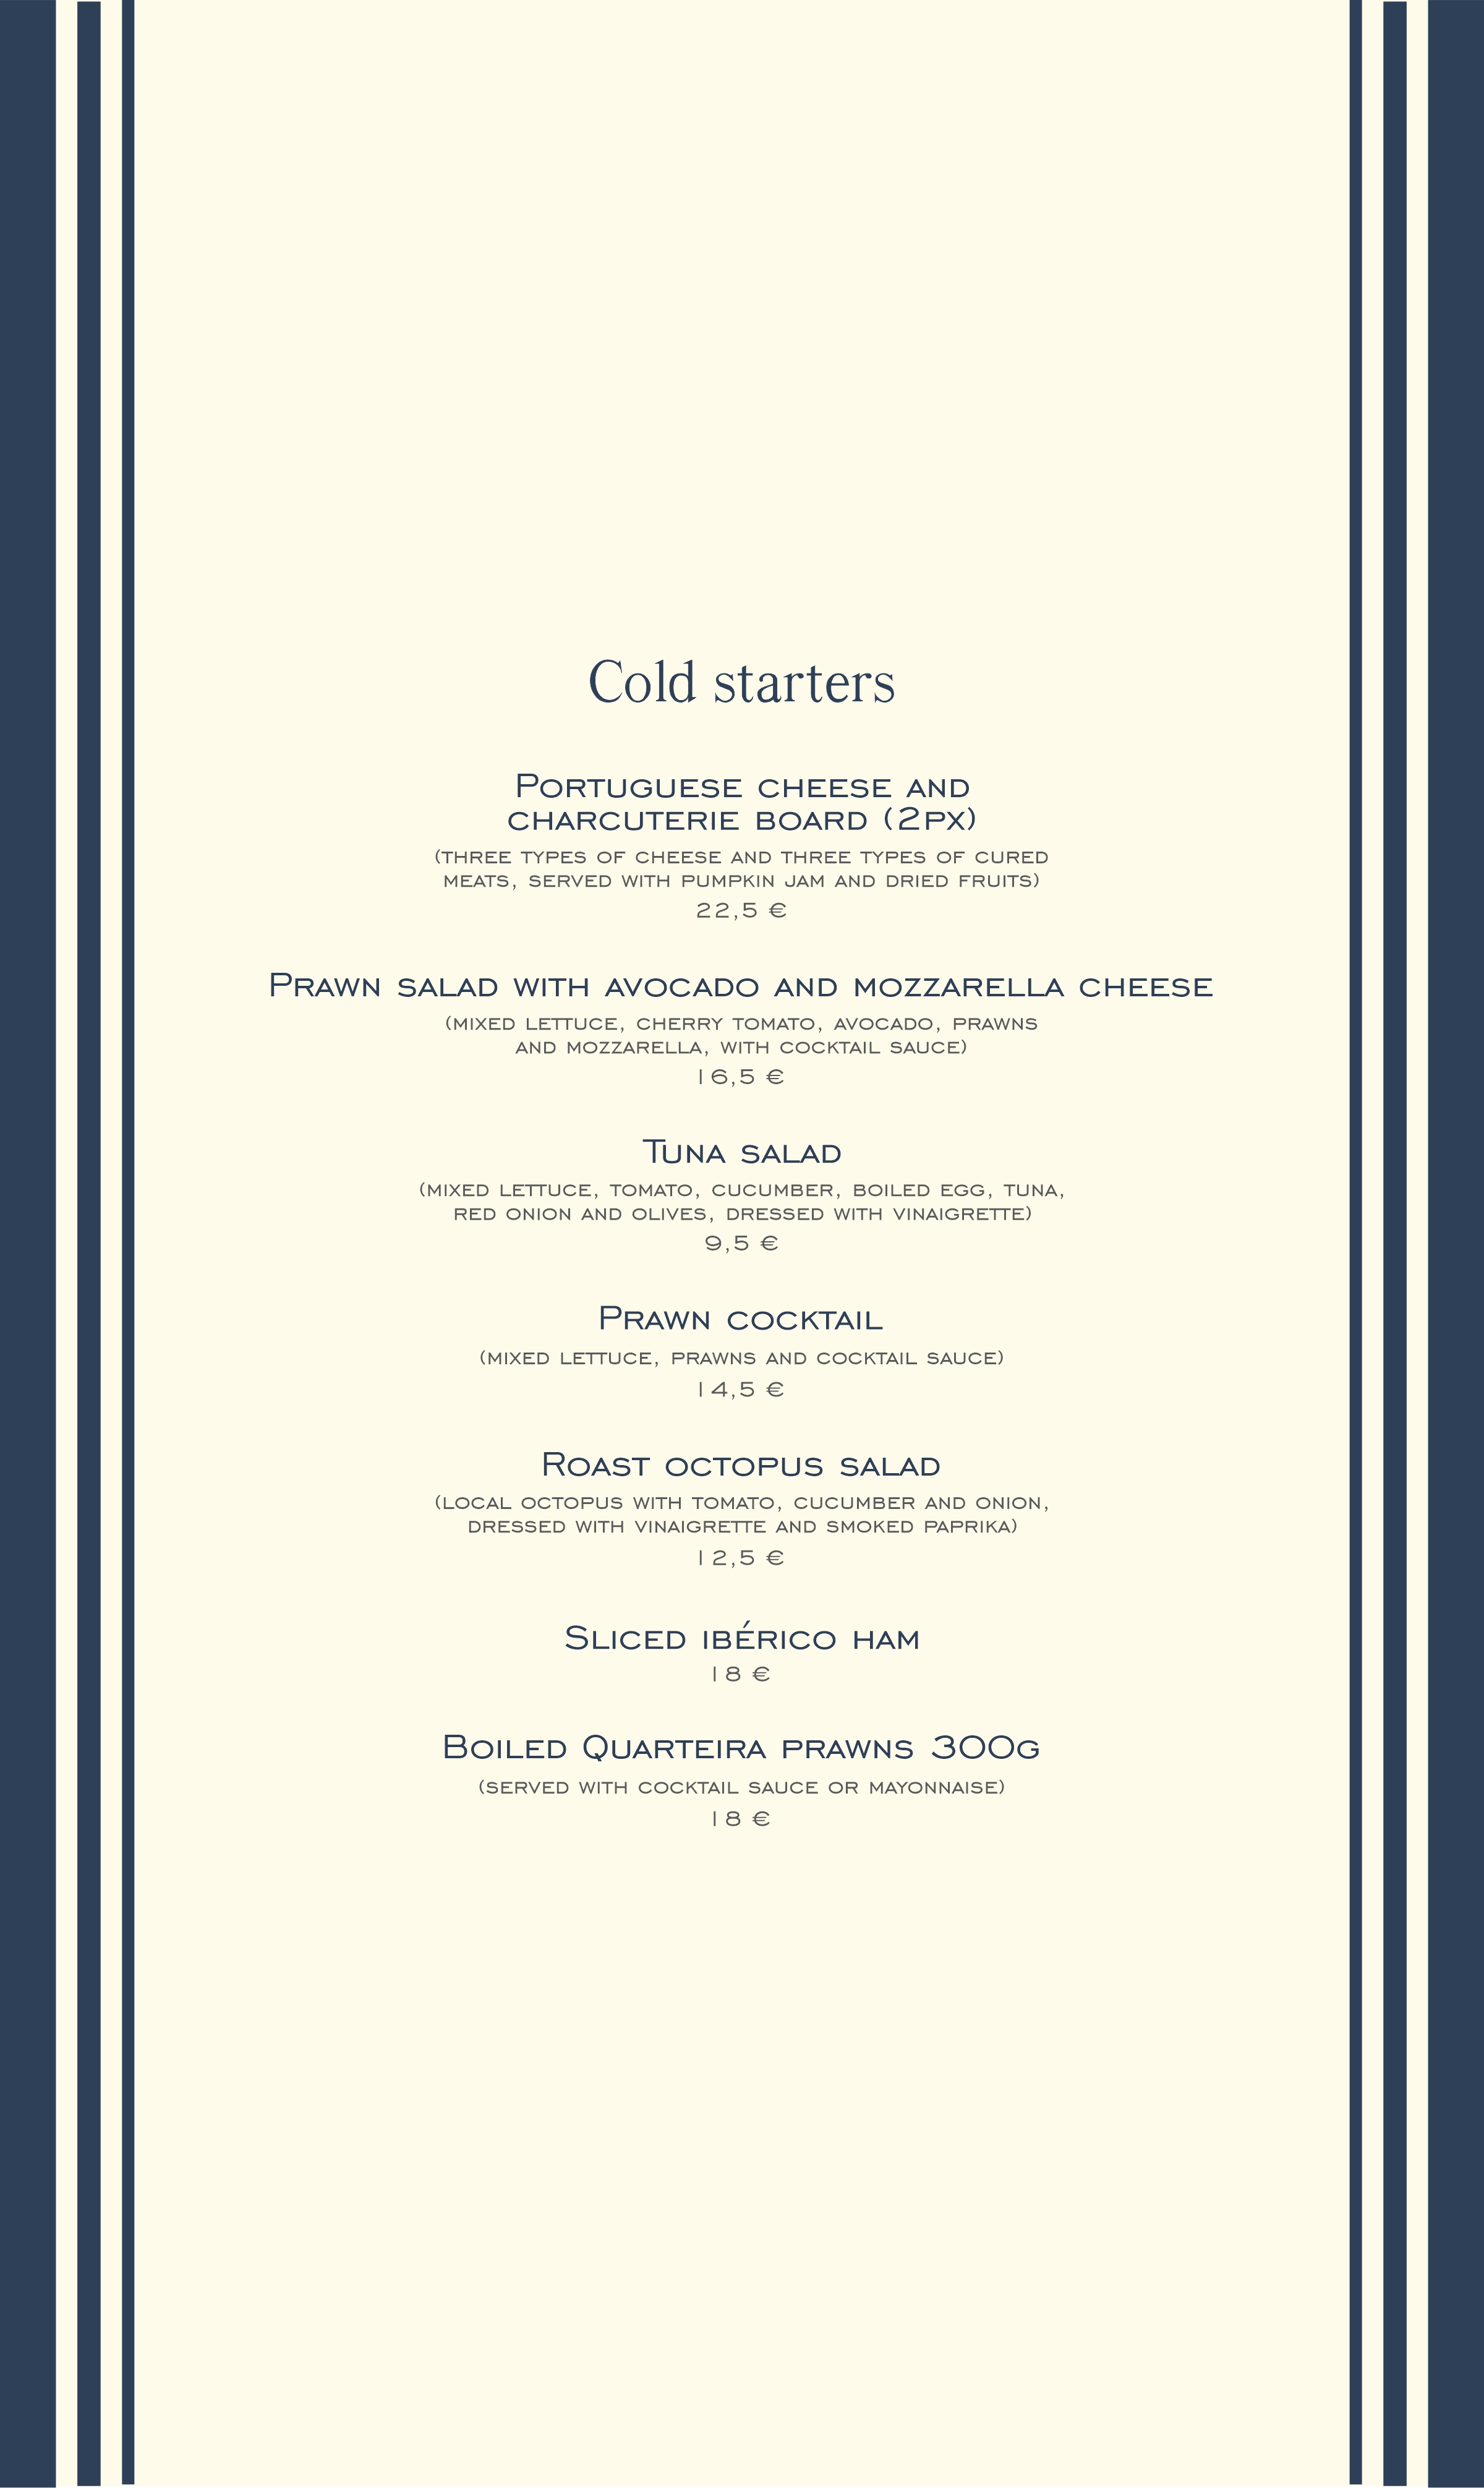 Cold starters
Portuguese cheese and
charcuterie board (2px)
(three types of cheese and three types of cured
meats, served with pumpkin jam and dried fruits)
22,5 €
Prawn salad with avocado and mozzarella cheese
(mixed lettuce, cherry tomato, avocado, prawns
and mozzarella, with cocktail sauce)
16,5 €
Tuna salad
(mixed lettuce, tomato, cucumber, boiled egg, tuna,
red onion and olives, dressed with vinaigrette)
9,5 €
Prawn cocktail
(mixed lettuce, prawns and cocktail sauce)
14,5 €
Roast octopus salad
(local octopus with tomato, cucumber and onion,
dressed with vinaigrette and smoked paprika)
12,5 €
Sliced ibérico ham
18 €
Boiled Quarteira prawns 300g
(served with cocktail sauce or mayonnaise)
18 €